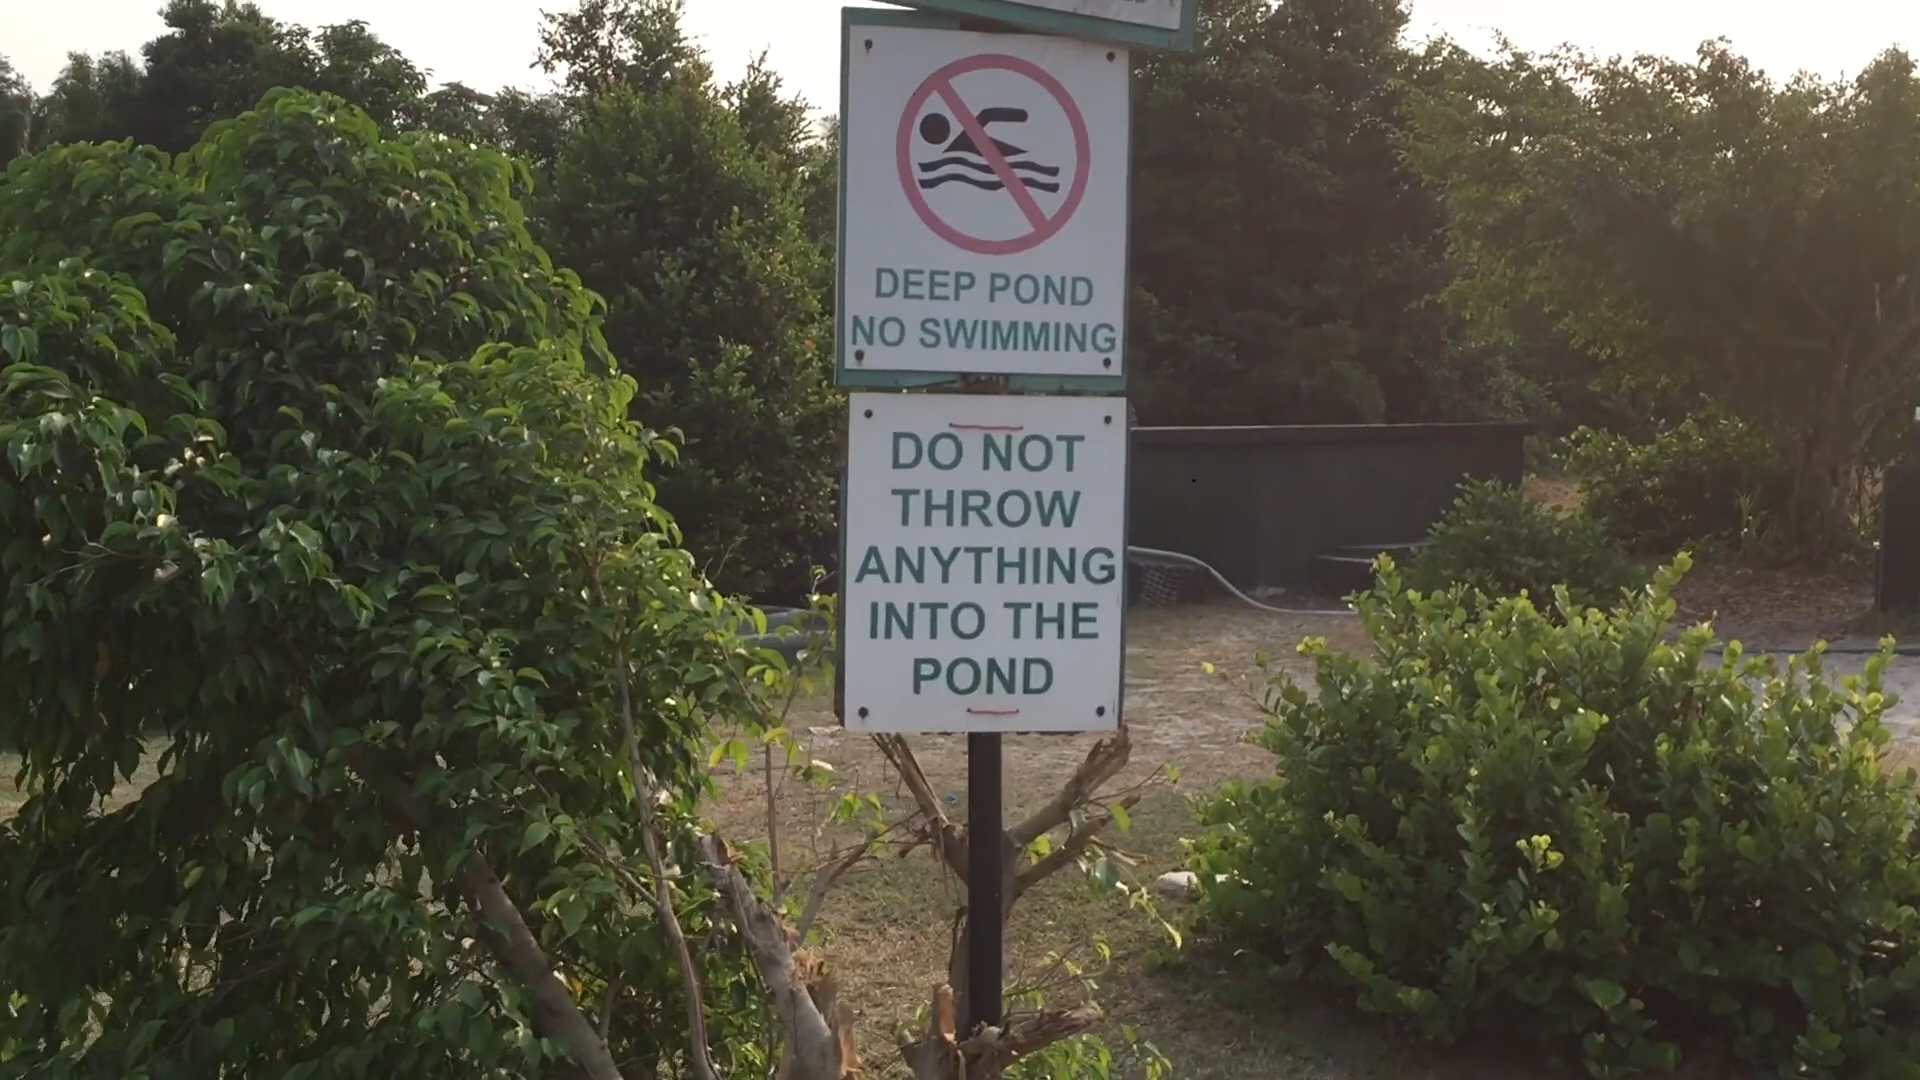 DEEP POND
NO SWIMMING
DO NOT
THROW
ANYTHING
INTO THE
POND